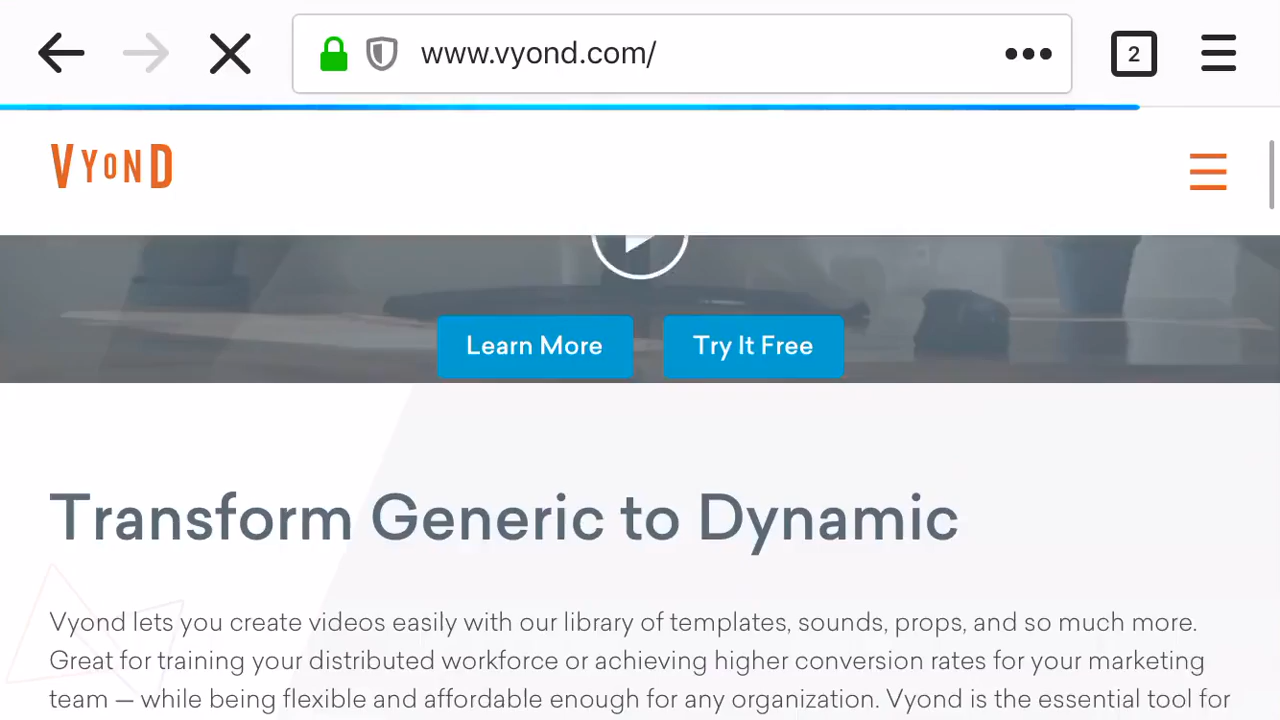 www.vyond.com/
2
VYOND
Learn More
Try It Free
Transform Generic to Dynamic
Vyond lets you create videos easily with our library of templates, sounds, props, and so much more.
Great for training your distributed workforce or achieving higher conversion rates for your marketing
team — while being flexible and affordable enough for any organization. Vyond is the essential tool for